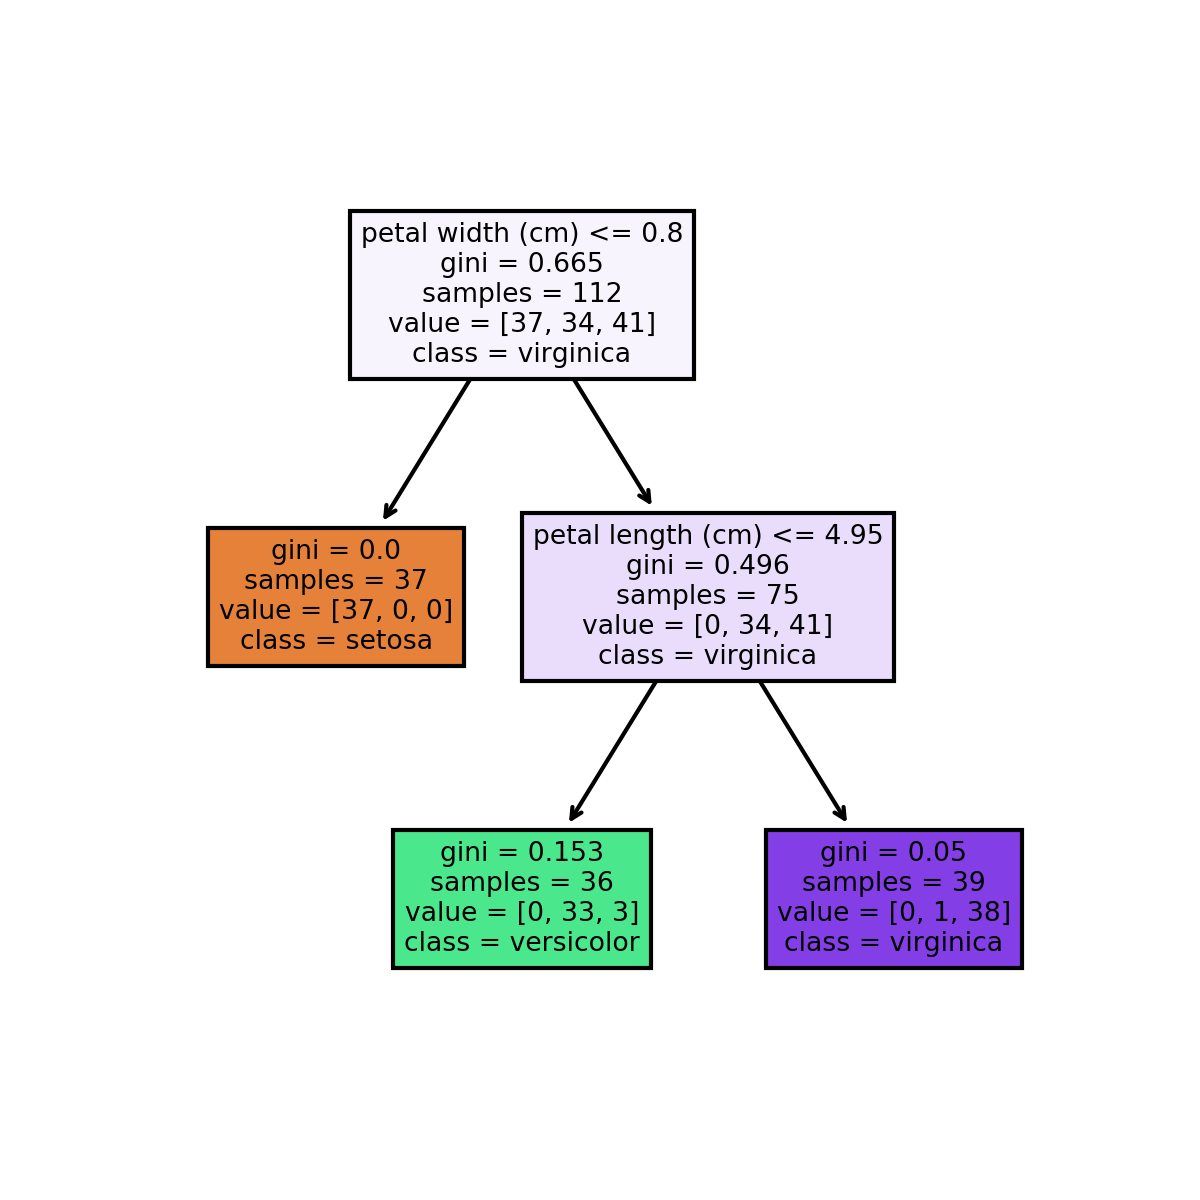 petal width (cm) <= 0.8
gini = 0.665
samples = 112
value = [37, 34, 41]
class = virginica
gini = 0.0
samples = 37
value = [37, 0, 0]
class = setosa
petal length (cm) <= 4.95
gini = 0.496
samples = 75
value = [0, 34, 41]
class = virginica
gini = 0.153
samples = 36
value = [0, 33, 3]
class = versicolor
gini = 0.05
samples = 39
value = [0, 1, 38]
class = virginica